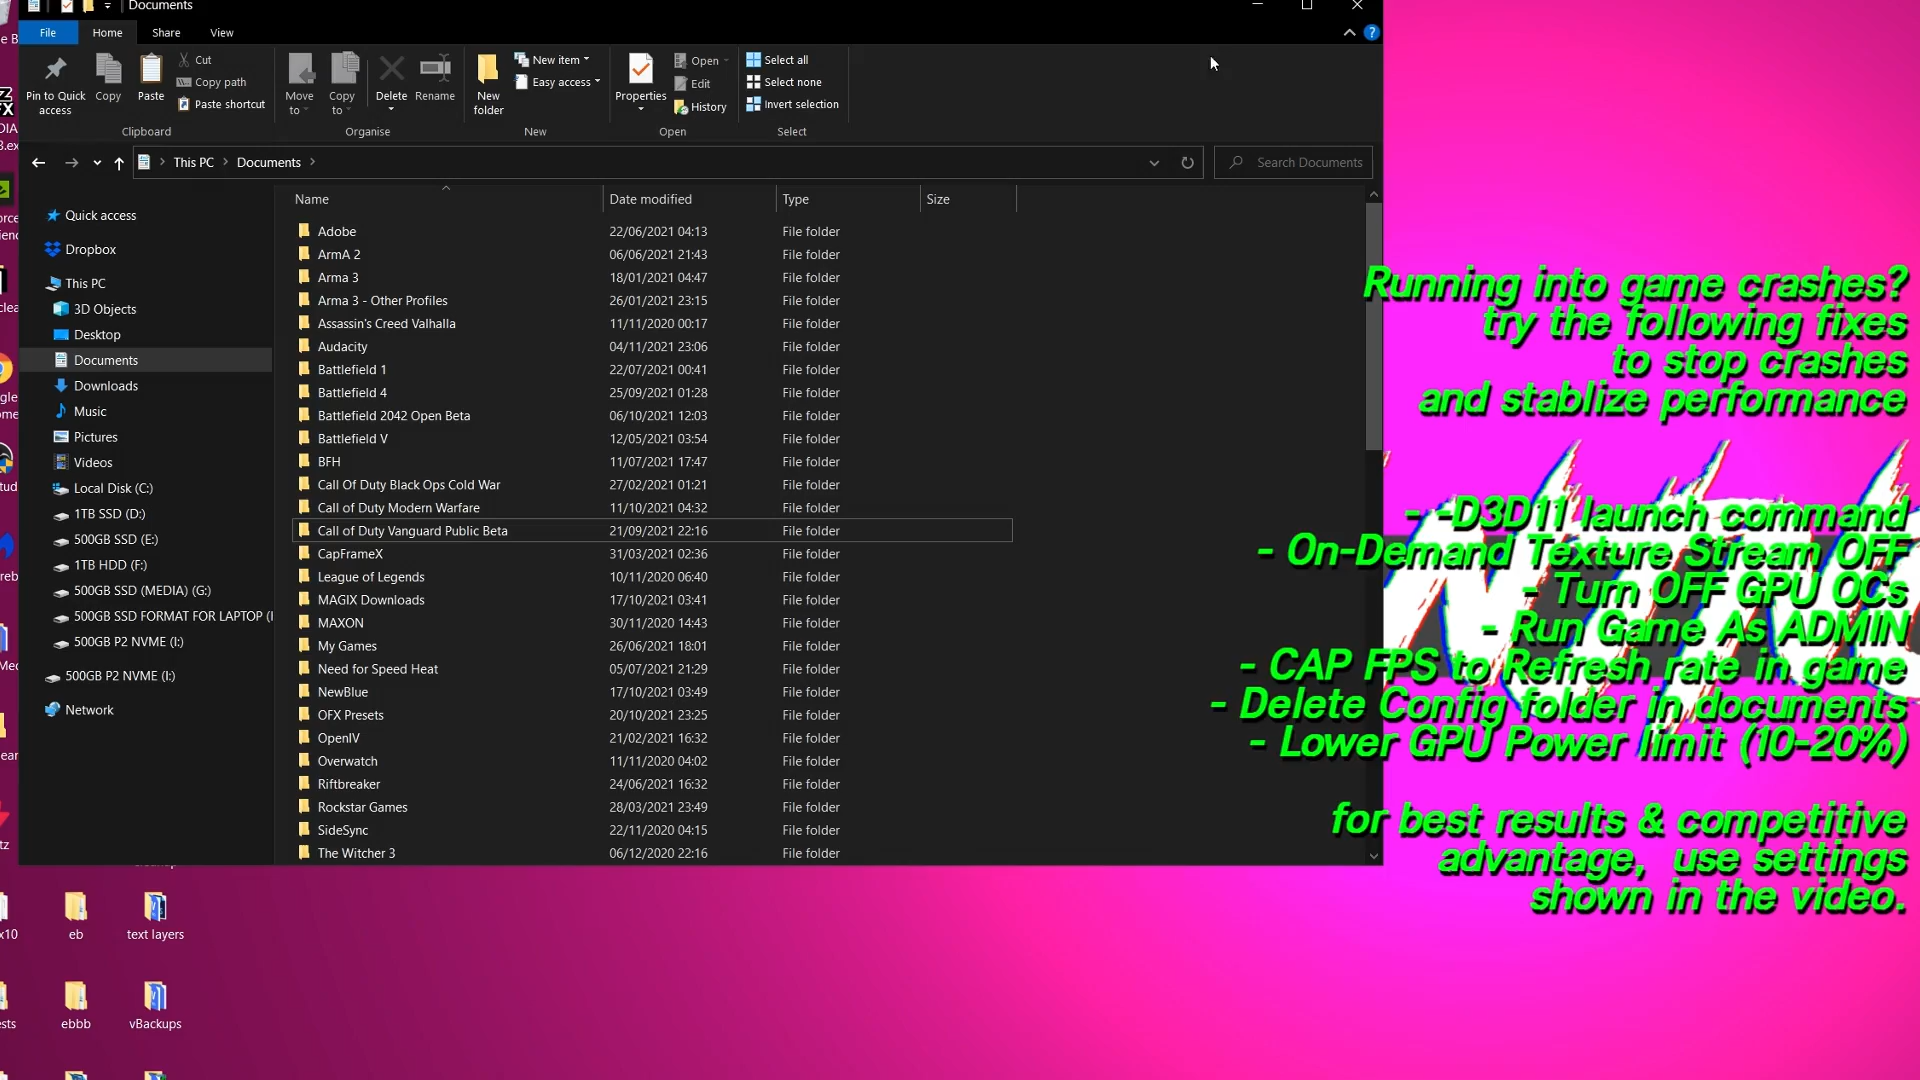 Documents
File Home Share View
Pin to Quick access
Copy
Paste
Cut
Copy path
Paste shortcut
Clipboard
Move to
Copy to
Delete
Rename
Organise
New folder
New item
Easy access
New
Properties
Open
Edit
History
Open
Select all
Select none
Invert selection
Select
This PC Documents
Search Documents
Quick access
Dropbox
This PC
3D Objects
Desktop
Documents
Downloads
Music
Pictures
Videos
Local Disk (C:)
1TB SSD (D:)
500GB SSD (E:)
1TB HDD (F:)
500GB SSD (MEDIA) (G:)
500GB SSD FORMAT FOR LAPTOP (
500GB P2 NVME (I:)
500GB P2 NVME (I:)
Network
Name Date modified Type Size
Adobe 22/06/2021 04:13 File folder
ArmA 2 06/06/2021 21:43 File folder
Arma 3 18/01/2021 04:47 File folder
Arma 3 - Other Profiles 26/01/2021 23:15 File folder
Assassin's Creed Valhalla 11/11/2020 00:17 File folder
Audacity 04/11/2021 23:06 File folder
Battlefield 1 22/07/2021 00:41 File folder
Battlefield 4 25/09/2021 01:28 File folder
Battlefield 2042 Open Beta 06/10/2021 12:03 File folder
Battlefield V 12/05/2021 03:54 File folder
BFH 11/07/2021 17:47 File folder
Call Of Duty Black Ops Cold War 27/02/2021 01:21 File folder
Call of Duty Modern Warfare 11/10/2021 04:32 File folder
Call of Duty Vanguard Public Beta 21/09/2021 22:16 File folder
CapFrameX 31/03/2021 02:36 File folder
League of Legends 10/11/2020 06:40 File folder
MAGIX Downloads 17/10/2021 03:41 File folder
MAXON 30/11/2020 14:43 File folder
My Games 26/06/2021 18:01 File folder
Need for Speed Heat 05/07/2021 21:29 File folder
NewBlue 17/10/2021 03:49 File folder
OFX Presets 20/10/2021 23:25 File folder
OpenIV 21/02/2021 16:32 File folder
Overwatch 11/11/2020 04:02 File folder
Riftbreaker 24/06/2021 16:32 File folder
Rockstar Games 28/03/2021 23:49 File folder
SideSync 22/11/2020 04:15 File folder
The Witcher 3 06/12/2020 22:16 File folder
Running into game crashes?
try the following fixes
to stop crashes
and stablize performance
- -D3D11 launch command
- On-Demand Texture Stream OFF
- Turn OFF GPU OCs
- Run Game As ADMIN
- CAP FPS to Refresh rate in game
- Delete Config folder in documents
- Lower GPU Power limit (10-20%)
for best results & competitive
advantage, use settings
shown in the video.
eb
text layers
ebbb
vBackups